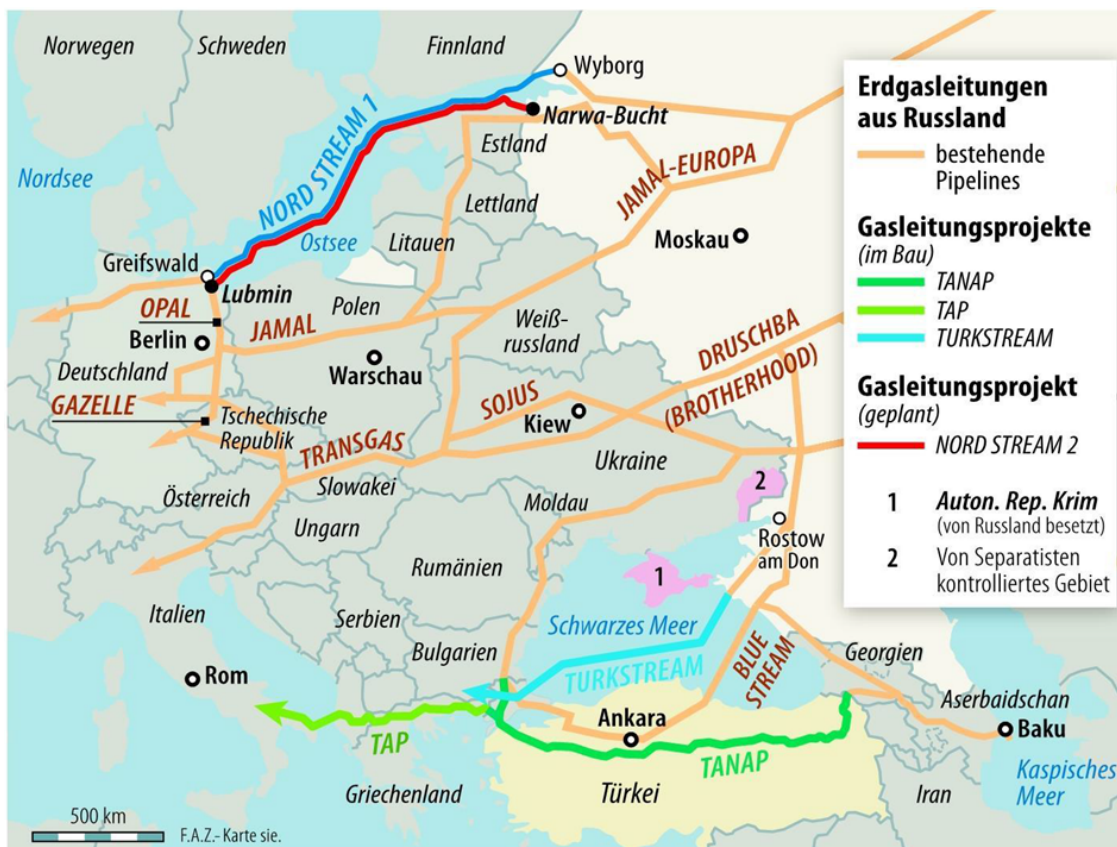 Norwegen
Schweden
Finnland
Wyborg
Narwa-Bucht
Estland
Nordsee
NORD STREAM 1
JAMAL-EUROPA
Lettland
Ostsee
Litauen
Moskau
Greifswald
Lubmin
OPAL
Polen
JAMAL
Weiß-
russland
Berlin
Warschau
DRUSCHBA
(BROTHERHOOD)
Deutschland
GAZELLE
SOJUS
Kiew
Tschechische
Republik
TRANSGAS
Ukraine
Österreich
Slowakei
Moldau
2
Ungarn
Rostow
am Don
Rumänien
1
Italien
Serbien
Schwarzes Meer
Bulgarien
TURKSTREAM
BLUE
STREAM
Georgien
Rom
Aserbaidschan
Ankara
Baku
TAP
TANAP
Kaspisches
Meer
Griechenland
Türkei
Iran
500 km
F.A.Z.- Karte sie.
Erdgasleitungen
aus Russland
bestehende
Pipelines
Gasleitungsprojekte
(im Bau)
TANAP
TAP
TURKSTREAM
Gasleitungsprojekt
(geplant)
NORD STREAM 2
1 Auton. Rep. Krim
(von Russland besetzt)
2 Von Separatisten
kontrolliertes Gebiet